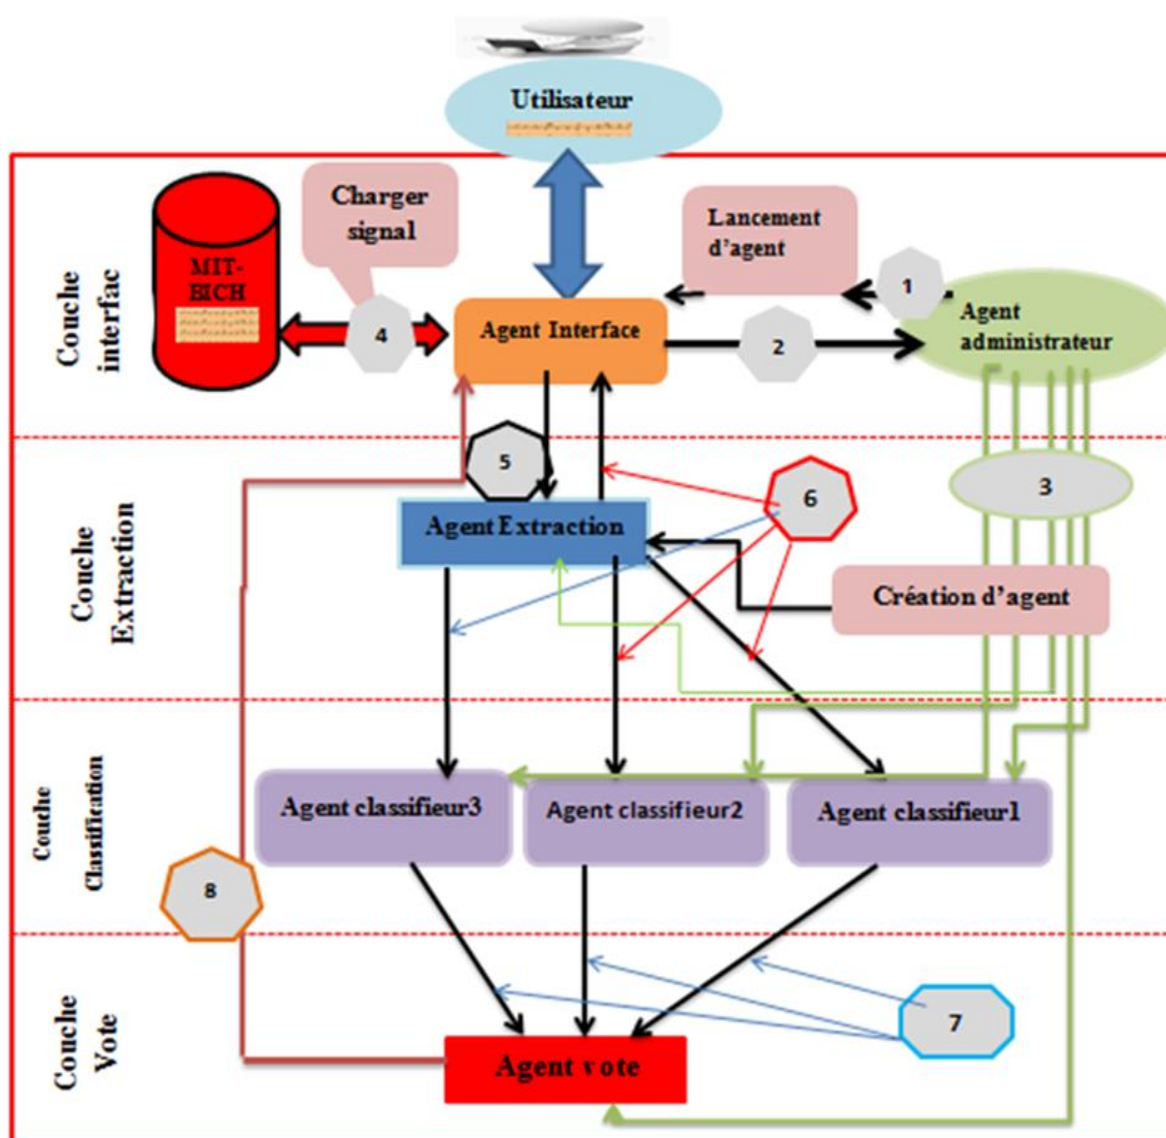 Utilisateur
Charger
signal
Lancement
d'agent
MIT-
BICH
1
Couche
interfac
4
Agent Interface
2
Agent
administrateur
5
6
3
Couche
Extraction
Agent Extraction
Création d'agent
Couche
Classification
Agent classifieur3
Agent classifieur2
Agent classifieur1
8
Couche
Vote
7
Agent vote